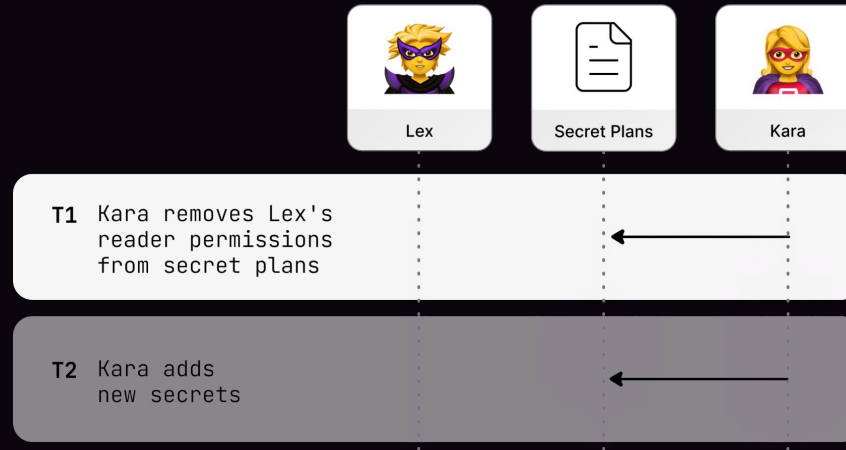 Lex
Secret Plans
Kara
T1 Kara removes Lex's
reader permissions
from secret plans
T2 Kara adds
new secrets